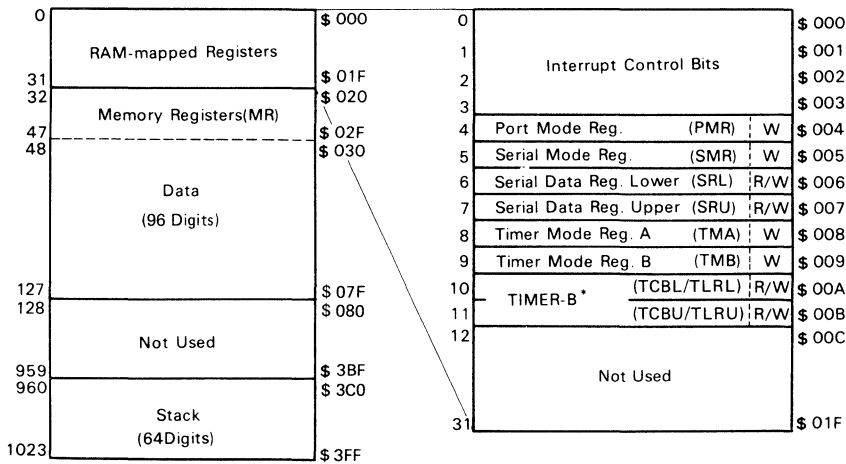 0 $ 000
RAM-mapped Registers
31 $ 01F
32 $ 020
Memory Registers(MR)
47 $ 02F
48 $ 030
Data
(96 Digits)
127 $ 07F
128 $ 080
Not Used
959 $ 3BF
960 $ 3C0
Stack
(64Digits)
1023 $ 3FF
0 $ 000
1 $ 001
Interrupt Control Bits
2 $ 002
3 $ 003
4 Port Mode Reg. (PMR) W $ 004
5 Serial Mode Reg. (SMR) W $ 005
6 Serial Data Reg. Lower (SRL) R/W $ 006
7 Serial Data Reg. Upper (SRU) R/W $ 007
8 Timer Mode Reg. A (TMA) W $ 008
9 Timer Mode Reg. B (TMB) W $ 009
10 (TCBL/TLRL) R/W $ 00A
TIMER-B*
11 (TCBU/TLRU) R/W $ 00B
12 $ 00C
Not Used
31 $ 01F